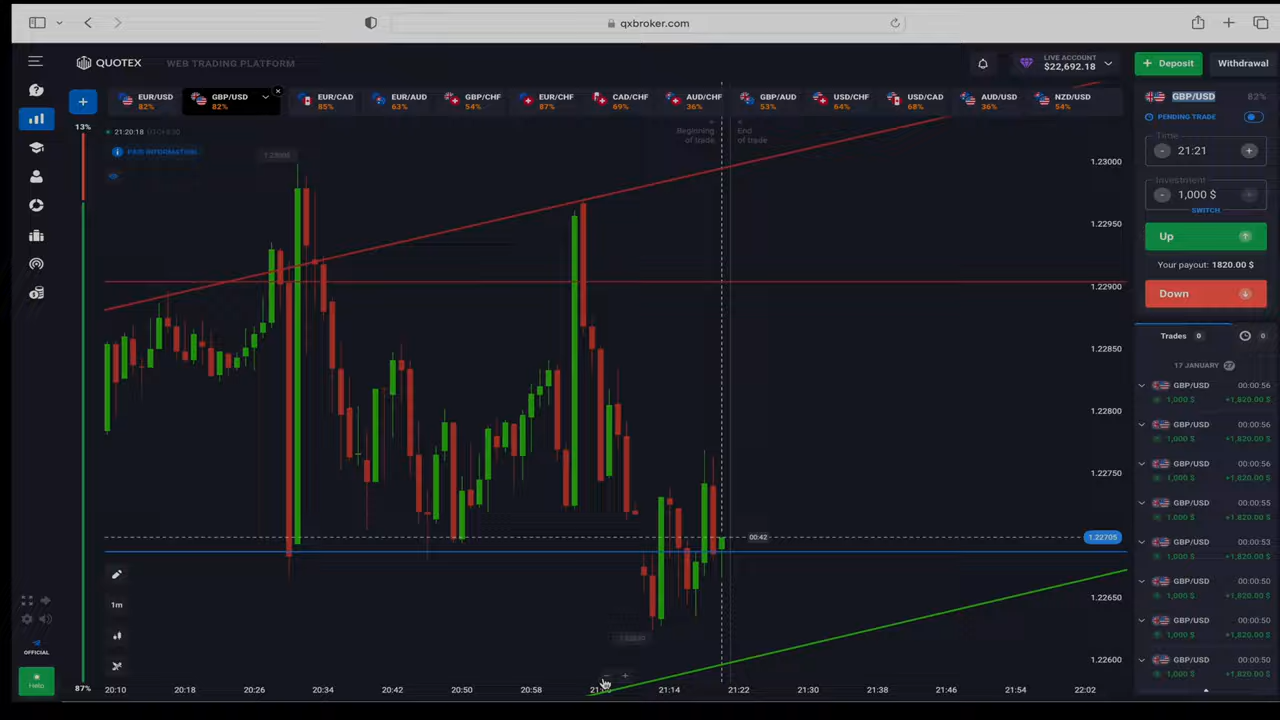 qxbroker.com
QUOTEX WEB TRADING PLATFORM
LIVE ACCOUNT
$22,692.18
Deposit
Withdrawal
EUR/USD 82%
GBP/USD 82%
EUR/CAD 85%
EUR/AUD 63%
GBP/CHF 54%
EUR/CHF 87%
CAD/CHF 69%
AUD/CHF 36%
GBP/AUD 53%
USD/CHF 64%
USD/CAD 68%
AUD/USD 36%
NZD/USD 54%
13%
21:20:18
PAIR INFORMATION
Beginning of trade
End of trade
1.23000
1.22950
1.22900
1.22850
1.22800
1.22750
00:42
1.22705
1.22650
1.22600
1m
OFFICIAL
Help
87%
20:10 20:18 20:26 20:34 20:42 20:50 20:58 21:14 21:22 21:30 21:38 21:46 21:54 22:02
GBP/USD 82%
PENDING TRADE
Time
- 21:21 +
Investment
- 1,000 $ +
SWITCH
Up
Your payout: 1820.00 $
Down
Trades 0 0
17 JANUARY 27
GBP/USD 00:00:56
1,000 $ +1,820.00 $
GBP/USD 00:00:56
1,000 $ +1,820.00 $
GBP/USD 00:00:56
1,000 $ +1,820.00 $
GBP/USD 00:00:55
1,000 $ +1,820.00 $
GBP/USD 00:00:53
1,000 $ +1,820.00 $
GBP/USD 00:00:50
1,000 $ +1,820.00 $
GBP/USD 00:00:50
1,000 $ +1,820.00 $
GBP/USD 00:00:50
1,000 $ +1,820.00 $